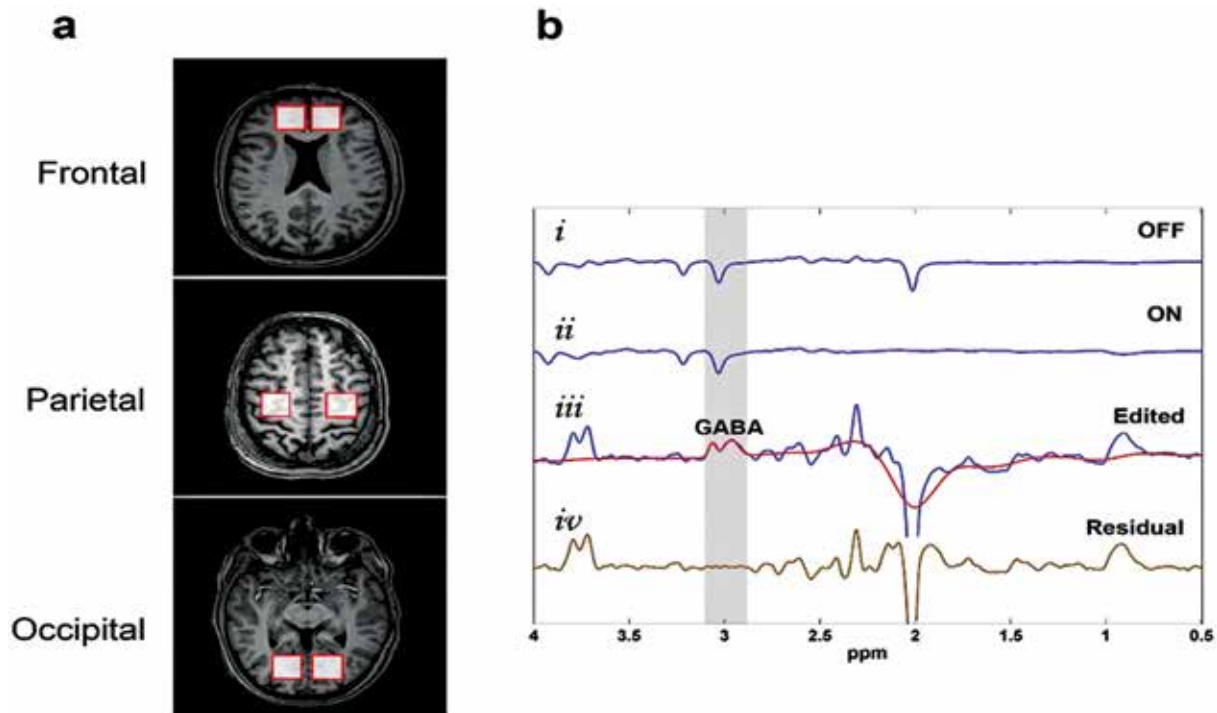 a
Frontal
Parietal
Occipital
b
i
OFF
ii
ON
iii
GABA
Edited
iv
Residual
4 3.5 3 2.5 2 1.5 1 0.5
ppm